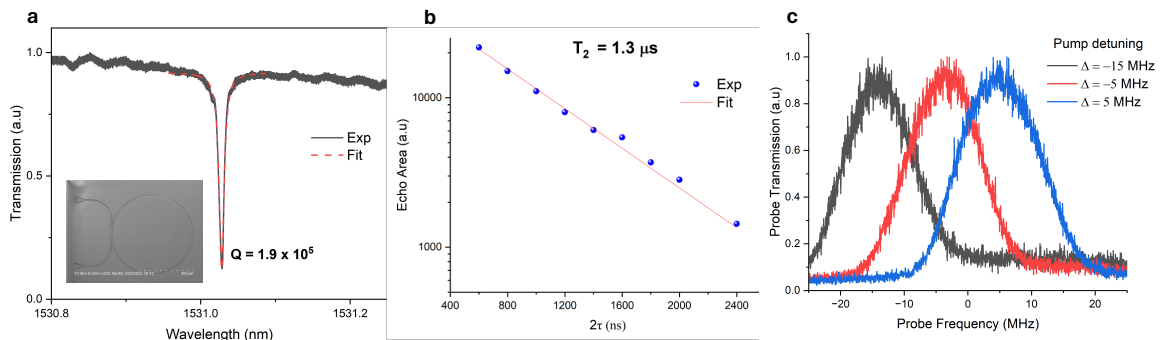 a
Transmission (a.u)
1.0
0.5
0.0
1530.8
1531.0
1531.2
Wavelength (nm)
Exp
Fit
Q = 1.9 x 10⁵
b
T₂ = 1.3 µs
Echo Area (a.u)
10000
1000
400
800
1200
1600
2000
2400
2τ (ns)
Exp
Fit
c
Pump detuning
Δ = −15 MHz
Δ = −5 MHz
Δ = 5 MHz
Probe Transmission (a.u)
1.0
0.8
0.6
0.4
0.2
0.0
−20
−10
0
10
20
Probe Frequency (MHz)